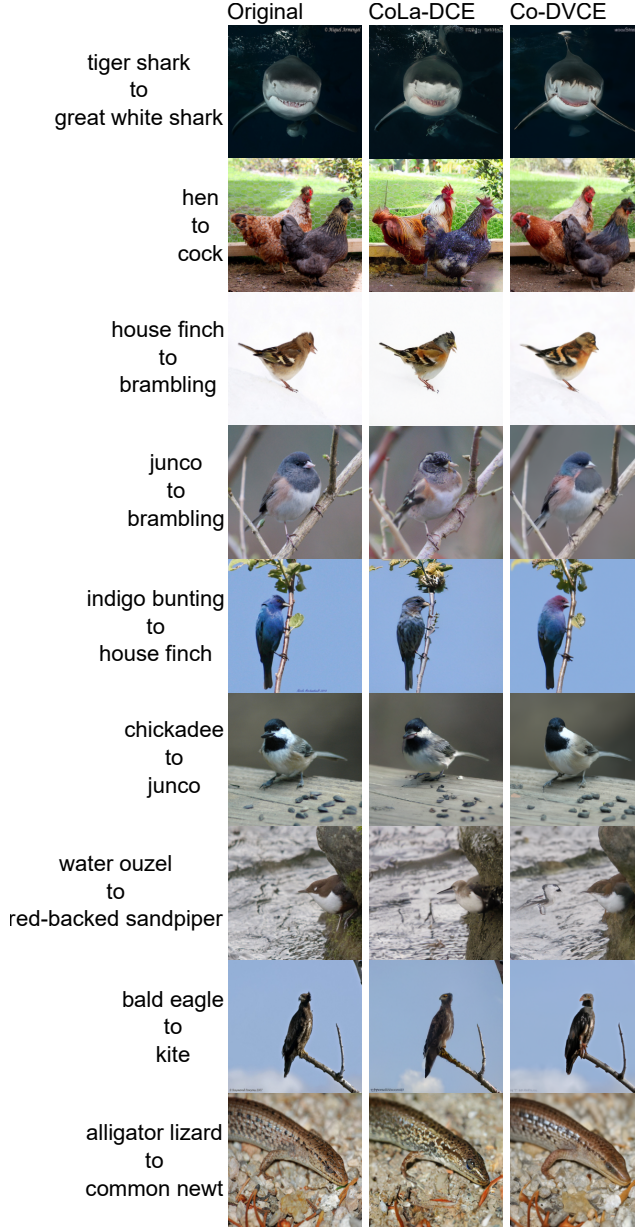 Original CoLa-DCE Co-DVCE
tiger shark
to
great white shark
hen
to
cock
house finch
to
brambling
junco
to
brambling
indigo bunting
to
house finch
chickadee
to
junco
water ouzel
to
red-backed sandpiper
bald eagle
to
kite
alligator lizard
to
common newt